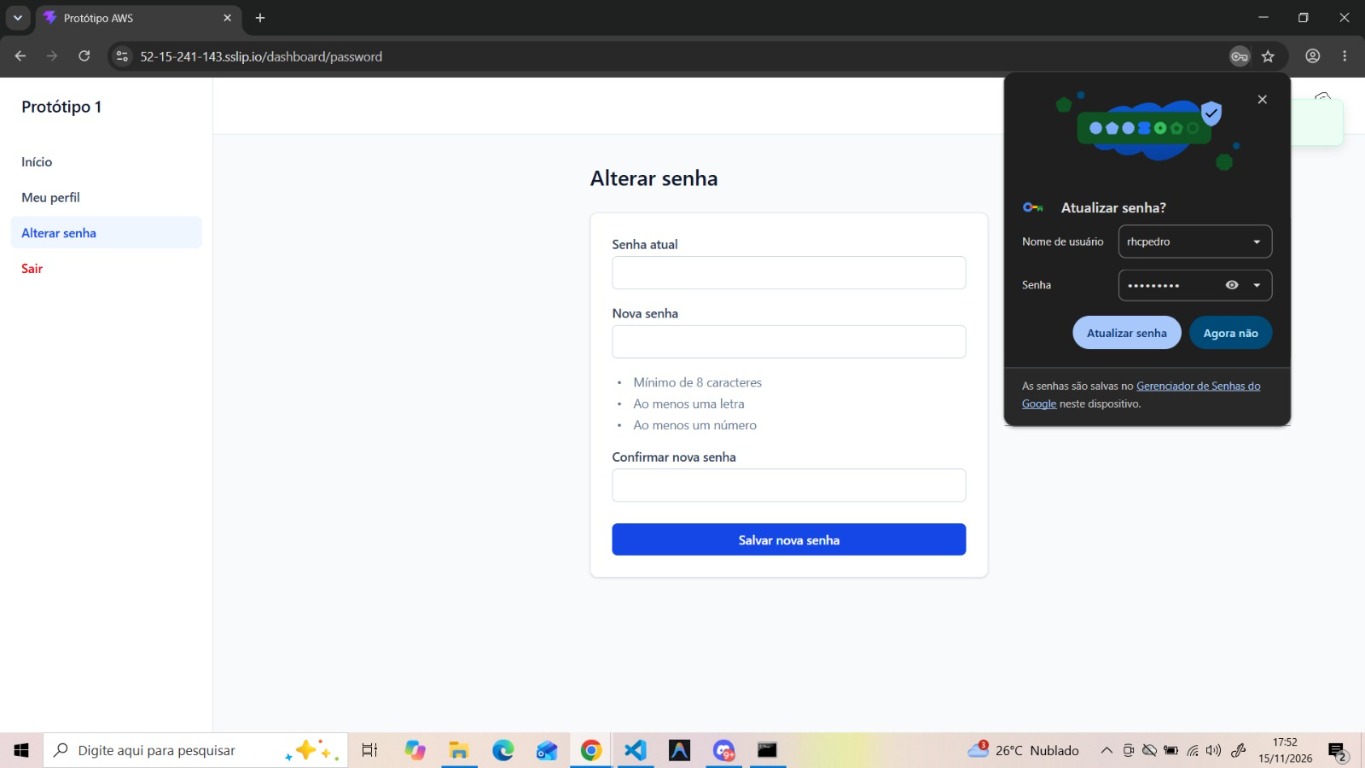 Protótipo AWS
52-15-241-143.sslip.io/dashboard/password
Protótipo 1
Início
Meu perfil
Alterar senha
Sair
Alterar senha
Senha atual
Nova senha
• Mínimo de 8 caracteres
• Ao menos uma letra
• Ao menos um número
Confirmar nova senha
Salvar nova senha
Atualizar senha?
Nome de usuário rhcpedro
Senha •••••••••
Atualizar senha Agora não
As senhas são salvas no Gerenciador de Senhas do
Google neste dispositivo.
Digite aqui para pesquisar
3
26°C Nublado
17:52
15/11/2026
2